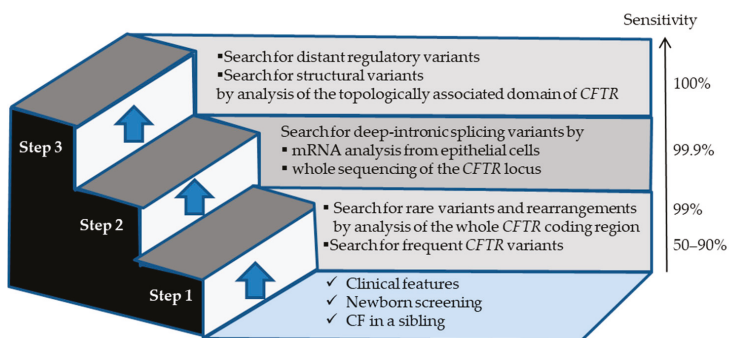 Sensitivity
▪Search for distant regulatory variants
▪Search for structural variants
by analysis of the topologically associated domain of CFTR
100%
Step 3
Search for deep-intronic splicing variants by
▪ mRNA analysis from epithelial cells
▪ whole sequencing of the CFTR locus
99.9%
Step 2
▪ Search for rare variants and rearrangements
by analysis of the whole CFTR coding region
▪Search for frequent CFTR variants
99%
50–90%
Step 1
✓ Clinical features
✓ Newborn screening
✓ CF in a sibling